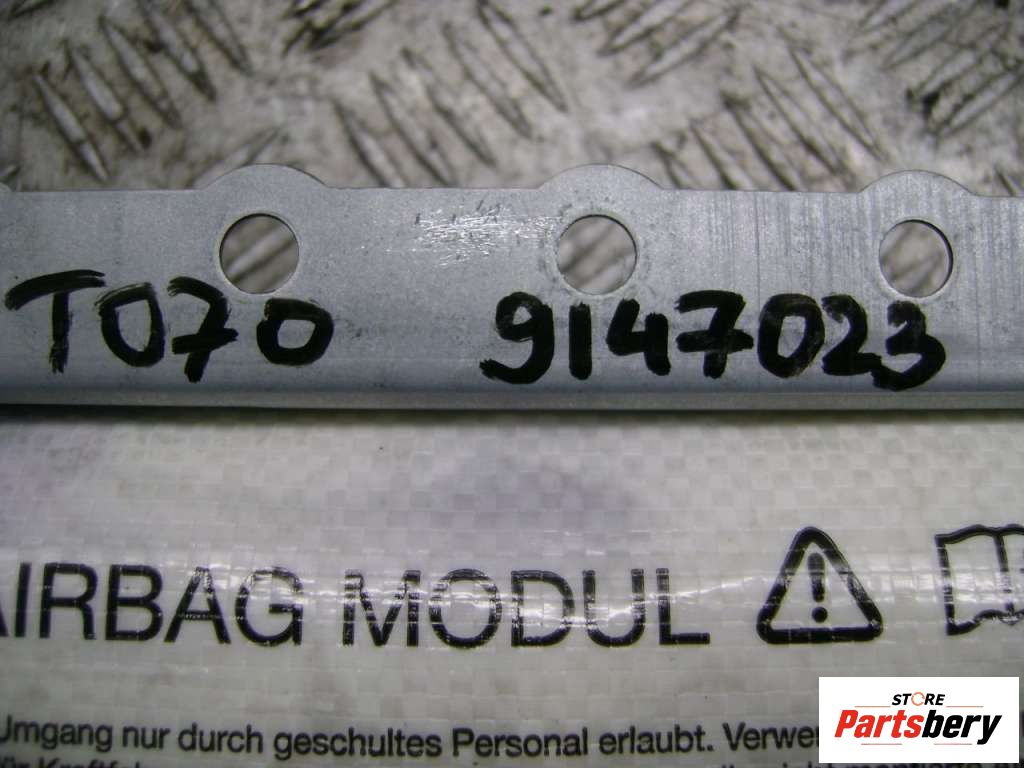 T070 9147023
AIRBAG MODUL
Umgang nur durch geschultes Personal erlaubt.
STORE
Partsbery